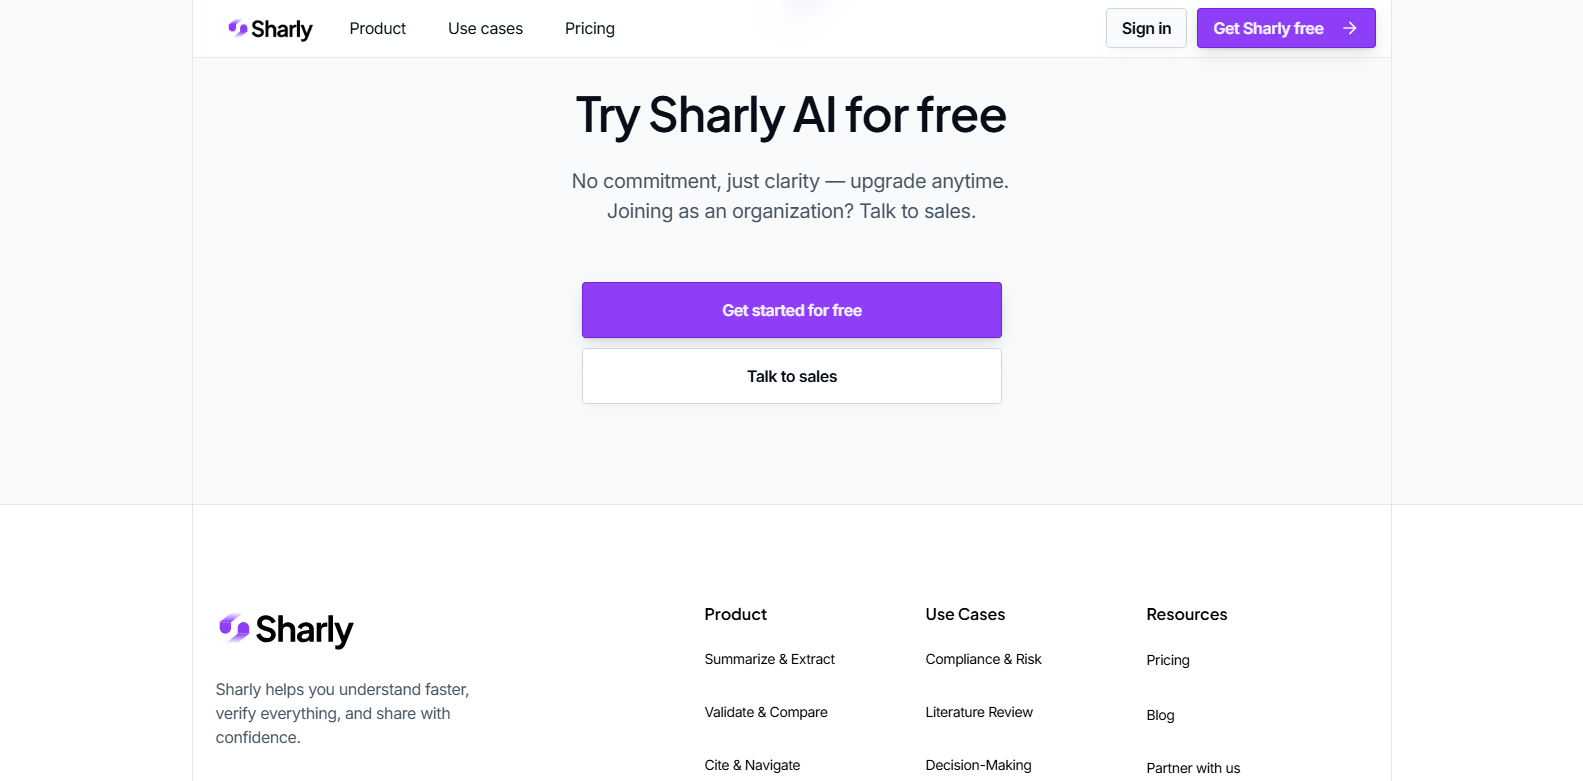 Sharly
Product
Use cases
Pricing
Sign in
Get Sharly free
Try Sharly AI for free
No commitment, just clarity — upgrade anytime.
Joining as an organization? Talk to sales.
Get started for free
Talk to sales
Sharly
Sharly helps you understand faster,
verify everything, and share with
confidence.
Product
Summarize & Extract
Validate & Compare
Cite & Navigate
Use Cases
Compliance & Risk
Literature Review
Decision-Making
Resources
Pricing
Blog
Partner with us